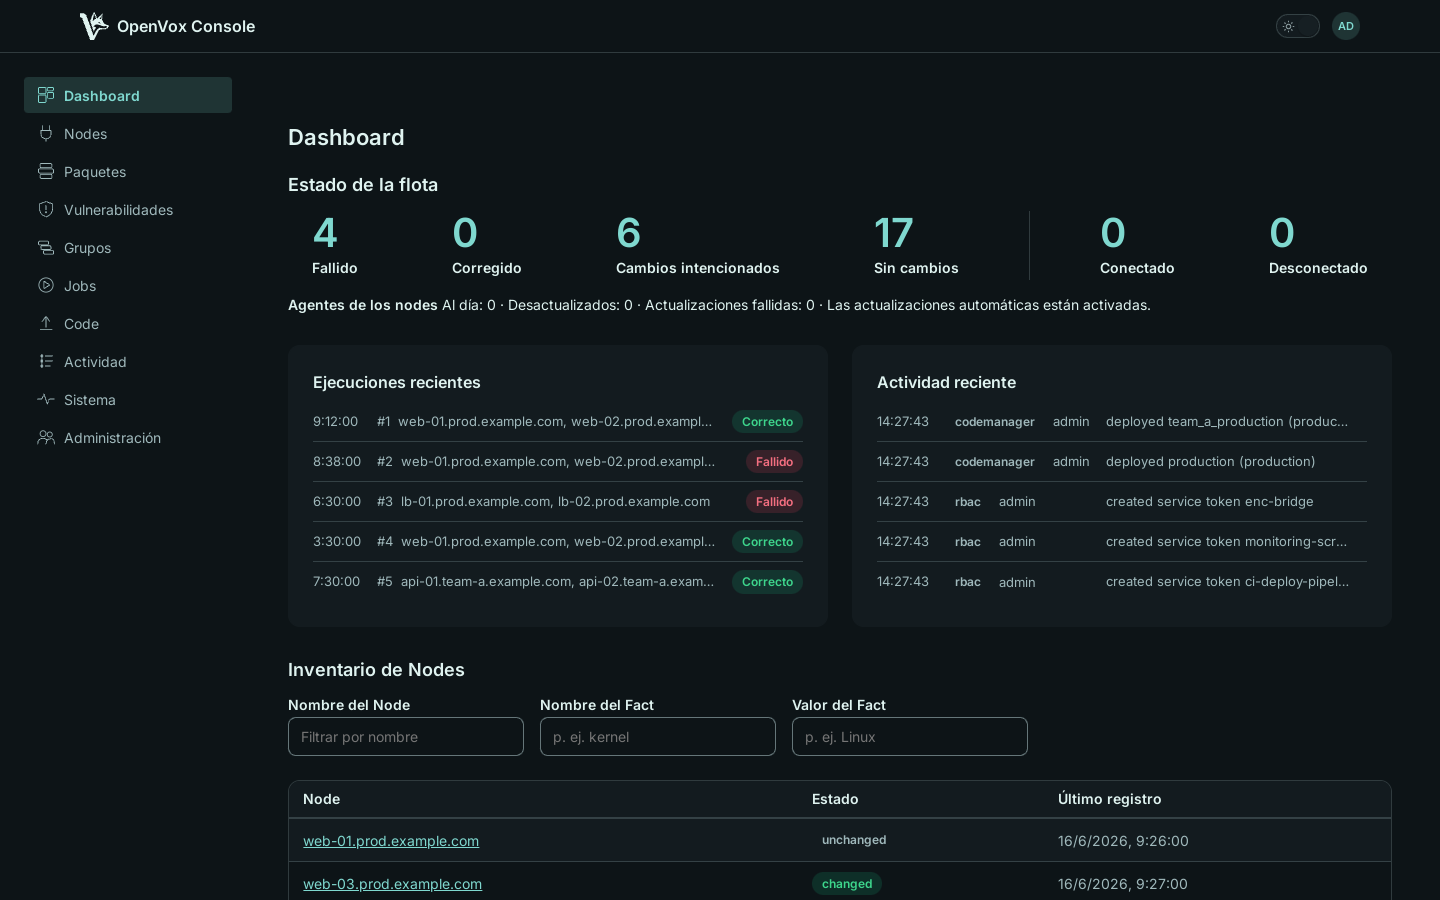 OpenVox Console
AD
Dashboard
Nodes
Paquetes
Vulnerabilidades
Grupos
Jobs
Code
Actividad
Sistema
Administración
Dashboard
Estado de la flota
4 0 6 17 0 0
Fallido Corregido Cambios intencionados Sin cambios Conectado Desconectado
Agentes de los nodes Al día: 0 · Desactualizados: 0 · Actualizaciones fallidas: 0 · Las actualizaciones automáticas están activadas.
Ejecuciones recientes
9:12:00 #1 web-01.prod.example.com, web-02.prod.exampl... Correcto
8:38:00 #2 web-01.prod.example.com, web-02.prod.exampl... Fallido
6:30:00 #3 lb-01.prod.example.com, lb-02.prod.example.com Fallido
3:30:00 #4 web-01.prod.example.com, web-02.prod.exampl... Correcto
7:30:00 #5 api-01.team-a.example.com, api-02.team-a.exam... Correcto
Actividad reciente
14:27:43 codemanager admin deployed team_a_production (produc...
14:27:43 codemanager admin deployed production (production)
14:27:43 rbac admin created service token enc-bridge
14:27:43 rbac admin created service token monitoring-scr...
14:27:43 rbac admin created service token ci-deploy-pipel...
Inventario de Nodes
Nombre del Node Nombre del Fact Valor del Fact
Filtrar por nombre p. ej. kernel p. ej. Linux
Node Estado Último registro
web-01.prod.example.com unchanged 16/6/2026, 9:26:00
web-03.prod.example.com changed 16/6/2026, 9:27:00